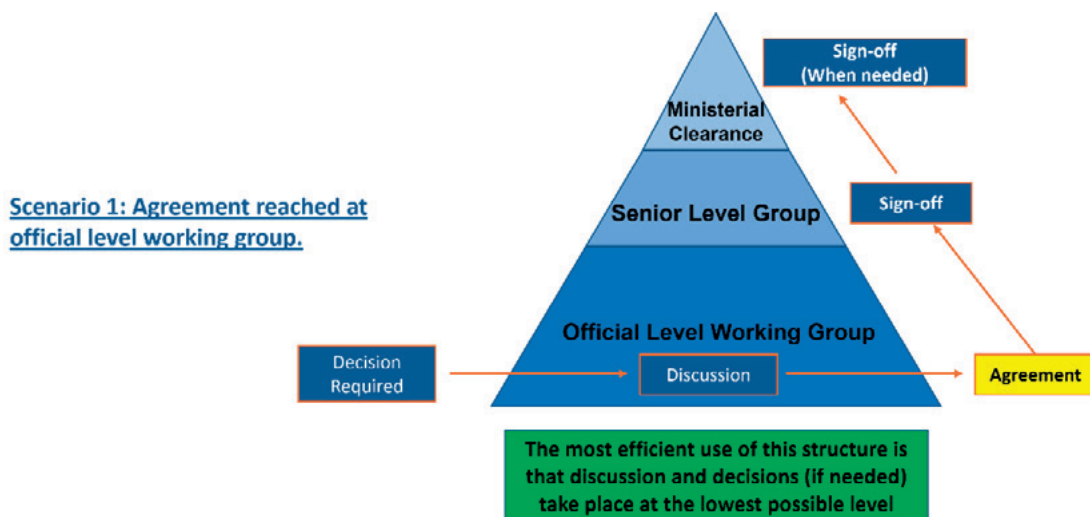 Sign-off
(When needed)
Ministerial
Clearance
Scenario 1: Agreement reached at
official level working group.
Senior Level Group
Sign-off
Official Level Working Group
Decision
Required
Discussion
Agreement
The most efficient use of this structure is
that discussion and decisions (if needed)
take place at the lowest possible level